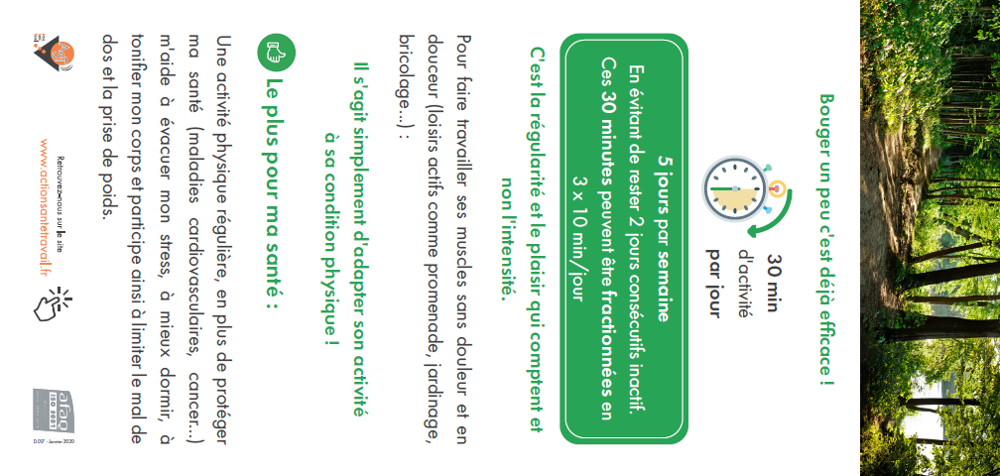 Bouger un peu c'est déjà efficace !
30 min
d'activité
par jour
5 jours par semaine
En évitant de rester 2 jours consécutifs inactif
Ces 30 minutes peuvent être fractionnées en
3 x 10 min/jour
C'est la régularité et le plaisir qui comptent et
non l'intensité.
Pour faire travailler ses muscles sans douleur et en
douceur (loisirs actifs comme promenade, jardinage,
bricolage...) :
Il s'agit simplement d'adapter son activité
à sa condition physique !
Le plus pour ma santé :
Une activité physique régulière, en plus de protéger
ma santé (maladies cardiovasculaires, cancer...)
m'aide à évacuer mon stress, à mieux dormir, à
tonifier mon corps et participe ainsi à limiter le mal de
dos et la prise de poids.
Retrouvez-nous sur le site
www.actionsantetravail.fr
afaq
ISO 9001
Janvier 2020